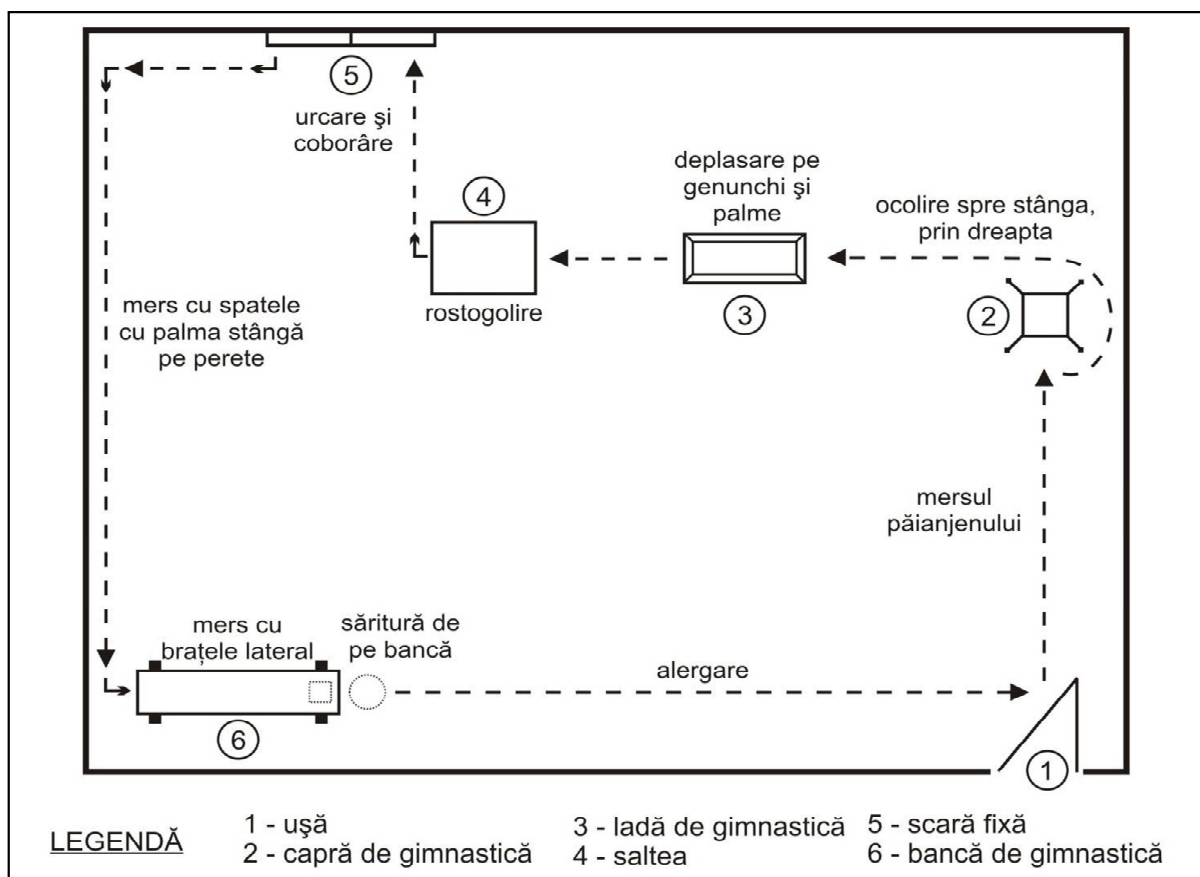 5
urcare şi
coborâre
4
rostogolire
deplasare pe
genunchi şi
palme
3
ocolire spre stânga,
prin dreapta
2
mers cu spatele
cu palma stângă
pe perete
mersul
păianjenului
mers cu
brațele lateral
săritură de
pe bancă
alergare
6
1
LEGENDĂ
1 - uşă
2 - capră de gimnastică
3 - ladă de gimnastică
4 - saltea
5 - scară fixă
6 - bancă de gimnastică